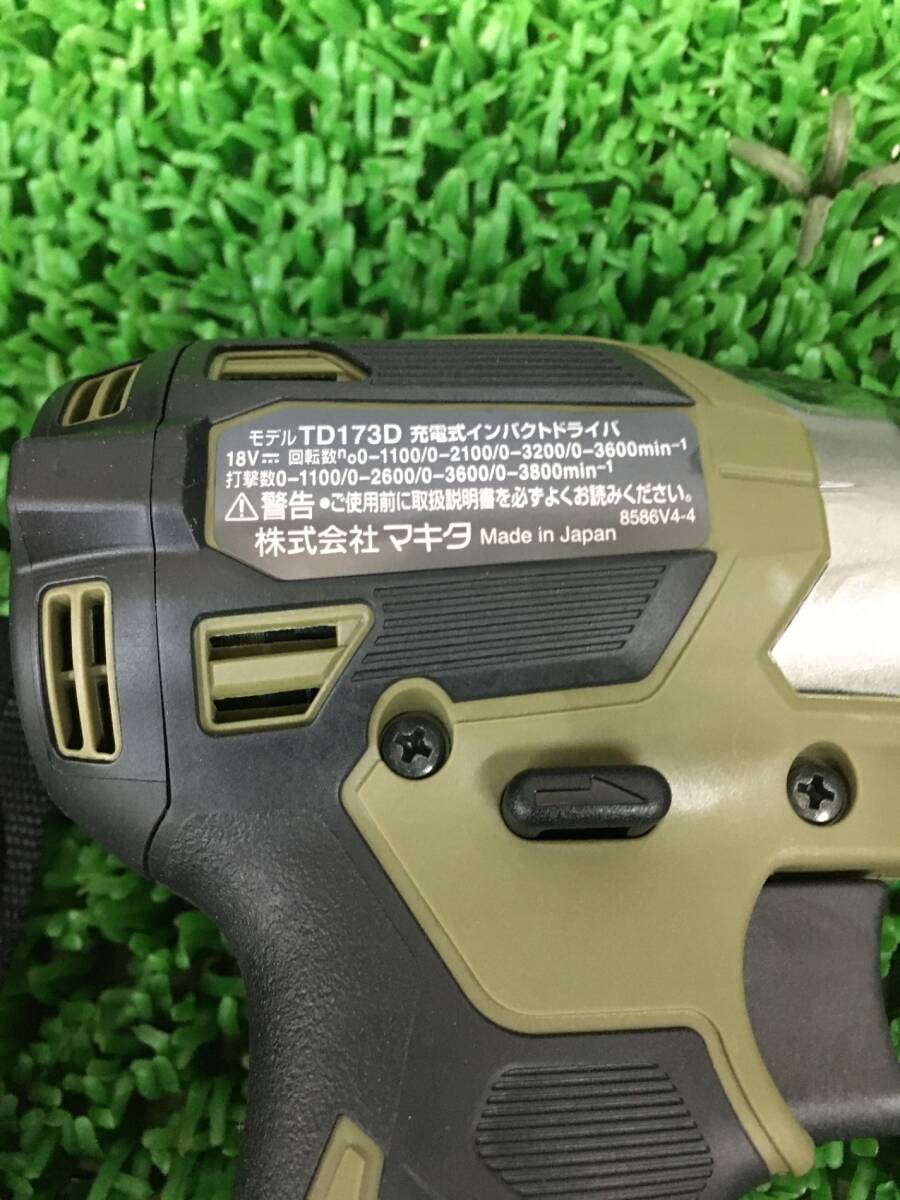 モデル TD173D 充電式インパクトドライバ
18V⎓ 回転数n₀0-1100/0-2100/0-3200/0-3600min⁻¹
打撃数0-1100/0-2600/0-3600/0-3800min⁻¹
⚠警告 •ご使用前に取扱説明書を必ずよくお読みください。
8586V4-4
株式会社 マキタ Made in Japan